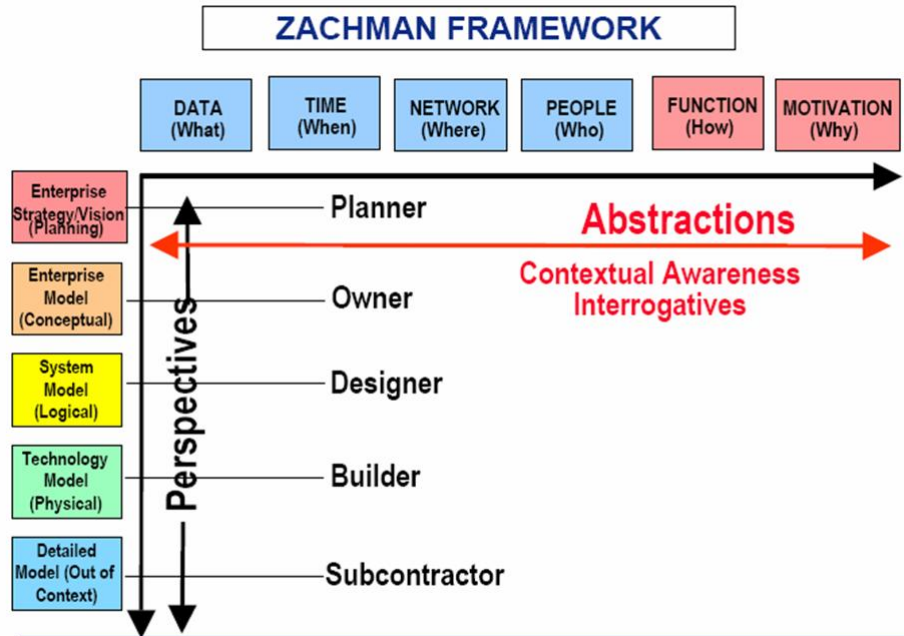 ZACHMAN FRAMEWORK
DATA
(What)
TIME
(When)
NETWORK
(Where)
PEOPLE
(Who)
FUNCTION
(How)
MOTIVATION
(Why)
Enterprise
Strategy/Vision
(Planning)
Planner
Abstractions
Contextual Awareness
Interrogatives
Enterprise
Model
(Conceptual)
Owner
Perspectives
System
Model
(Logical)
Designer
Technology
Model
(Physical)
Builder
Detailed
Model (Out of
Context)
Subcontractor